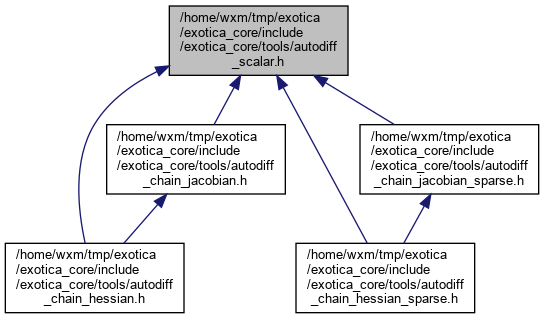 /home/wxm/tmp/exotica
/exotica_core/include
/exotica_core/tools/autodiff
_scalar.h
/home/wxm/tmp/exotica
/exotica_core/include
/exotica_core/tools/autodiff
_chain_jacobian.h
/home/wxm/tmp/exotica
/exotica_core/include
/exotica_core/tools/autodiff
_chain_jacobian_sparse.h
/home/wxm/tmp/exotica
/exotica_core/include
/exotica_core/tools/autodiff
_chain_hessian.h
/home/wxm/tmp/exotica
/exotica_core/include
/exotica_core/tools/autodiff
_chain_hessian_sparse.h